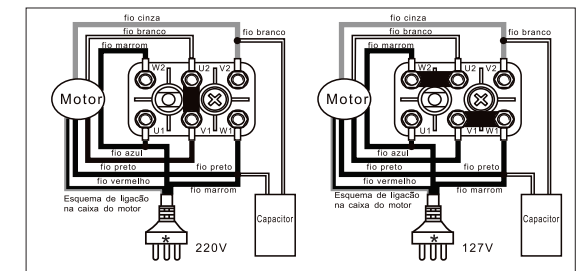 fio cinza
fio branco
fio branco
fio marrom
W2 U2 V2
Motor
U1 V1 W1
fio azul
fio preto
fio preto
fio vermelho
fio marrom
Esquema de ligacão
na caixa do motor
Capacitor
220V
fio cinza
fio branco
fio branco
fio marrom
W2 U2 V2
Motor
U1 V1 W1
fio azul
fio preto
fio preto
fio vermelho
fio marrom
Esquema de ligacão
na caixa do motor
Capacitor
127V